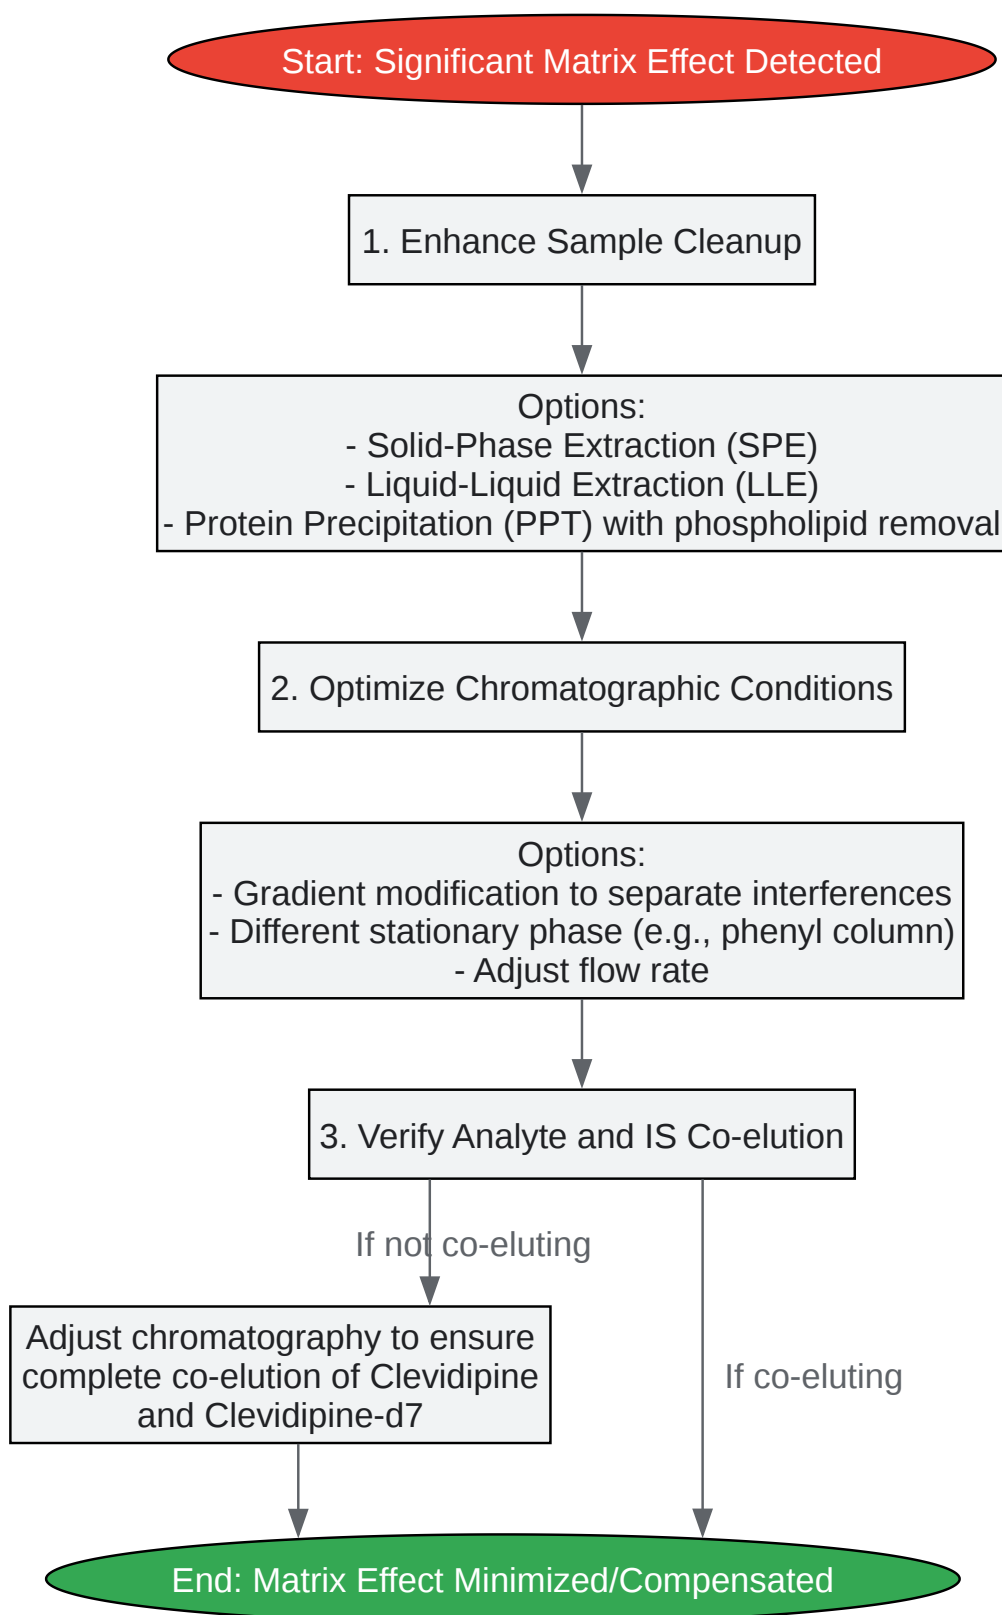 Start: Significant Matrix Effect Detected
1. Enhance Sample Cleanup
Options:
- Solid-Phase Extraction (SPE)
- Liquid-Liquid Extraction (LLE)
- Protein Precipitation (PPT) with phospholipid removal
2. Optimize Chromatographic Conditions
Options:
- Gradient modification to separate interferences
- Different stationary phase (e.g., phenyl column)
- Adjust flow rate
3. Verify Analyte and IS Co-elution
If not co-eluting
Adjust chromatography to ensure
complete co-elution of Clevidipine
and Clevidipine-d7
If co-eluting
End: Matrix Effect Minimized/Compensated